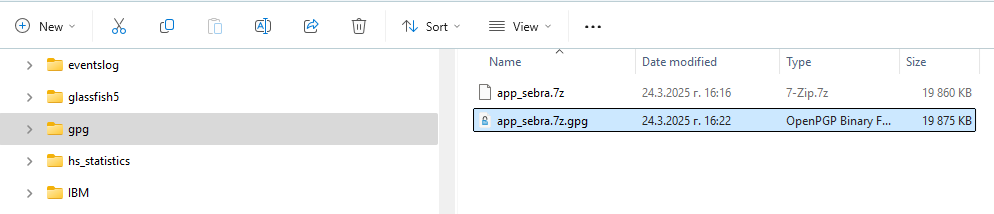 New Sort View ...
Name Date modified Type Size
eventslog
glassfish5
gpg
hs_statistics
IBM
app_sebra.7z 24.3.2025 г. 16:16 7-Zip.7z 19 860 KB
app_sebra.7z.gpg 24.3.2025 г. 16:22 OpenPGP Binary F... 19 875 KB